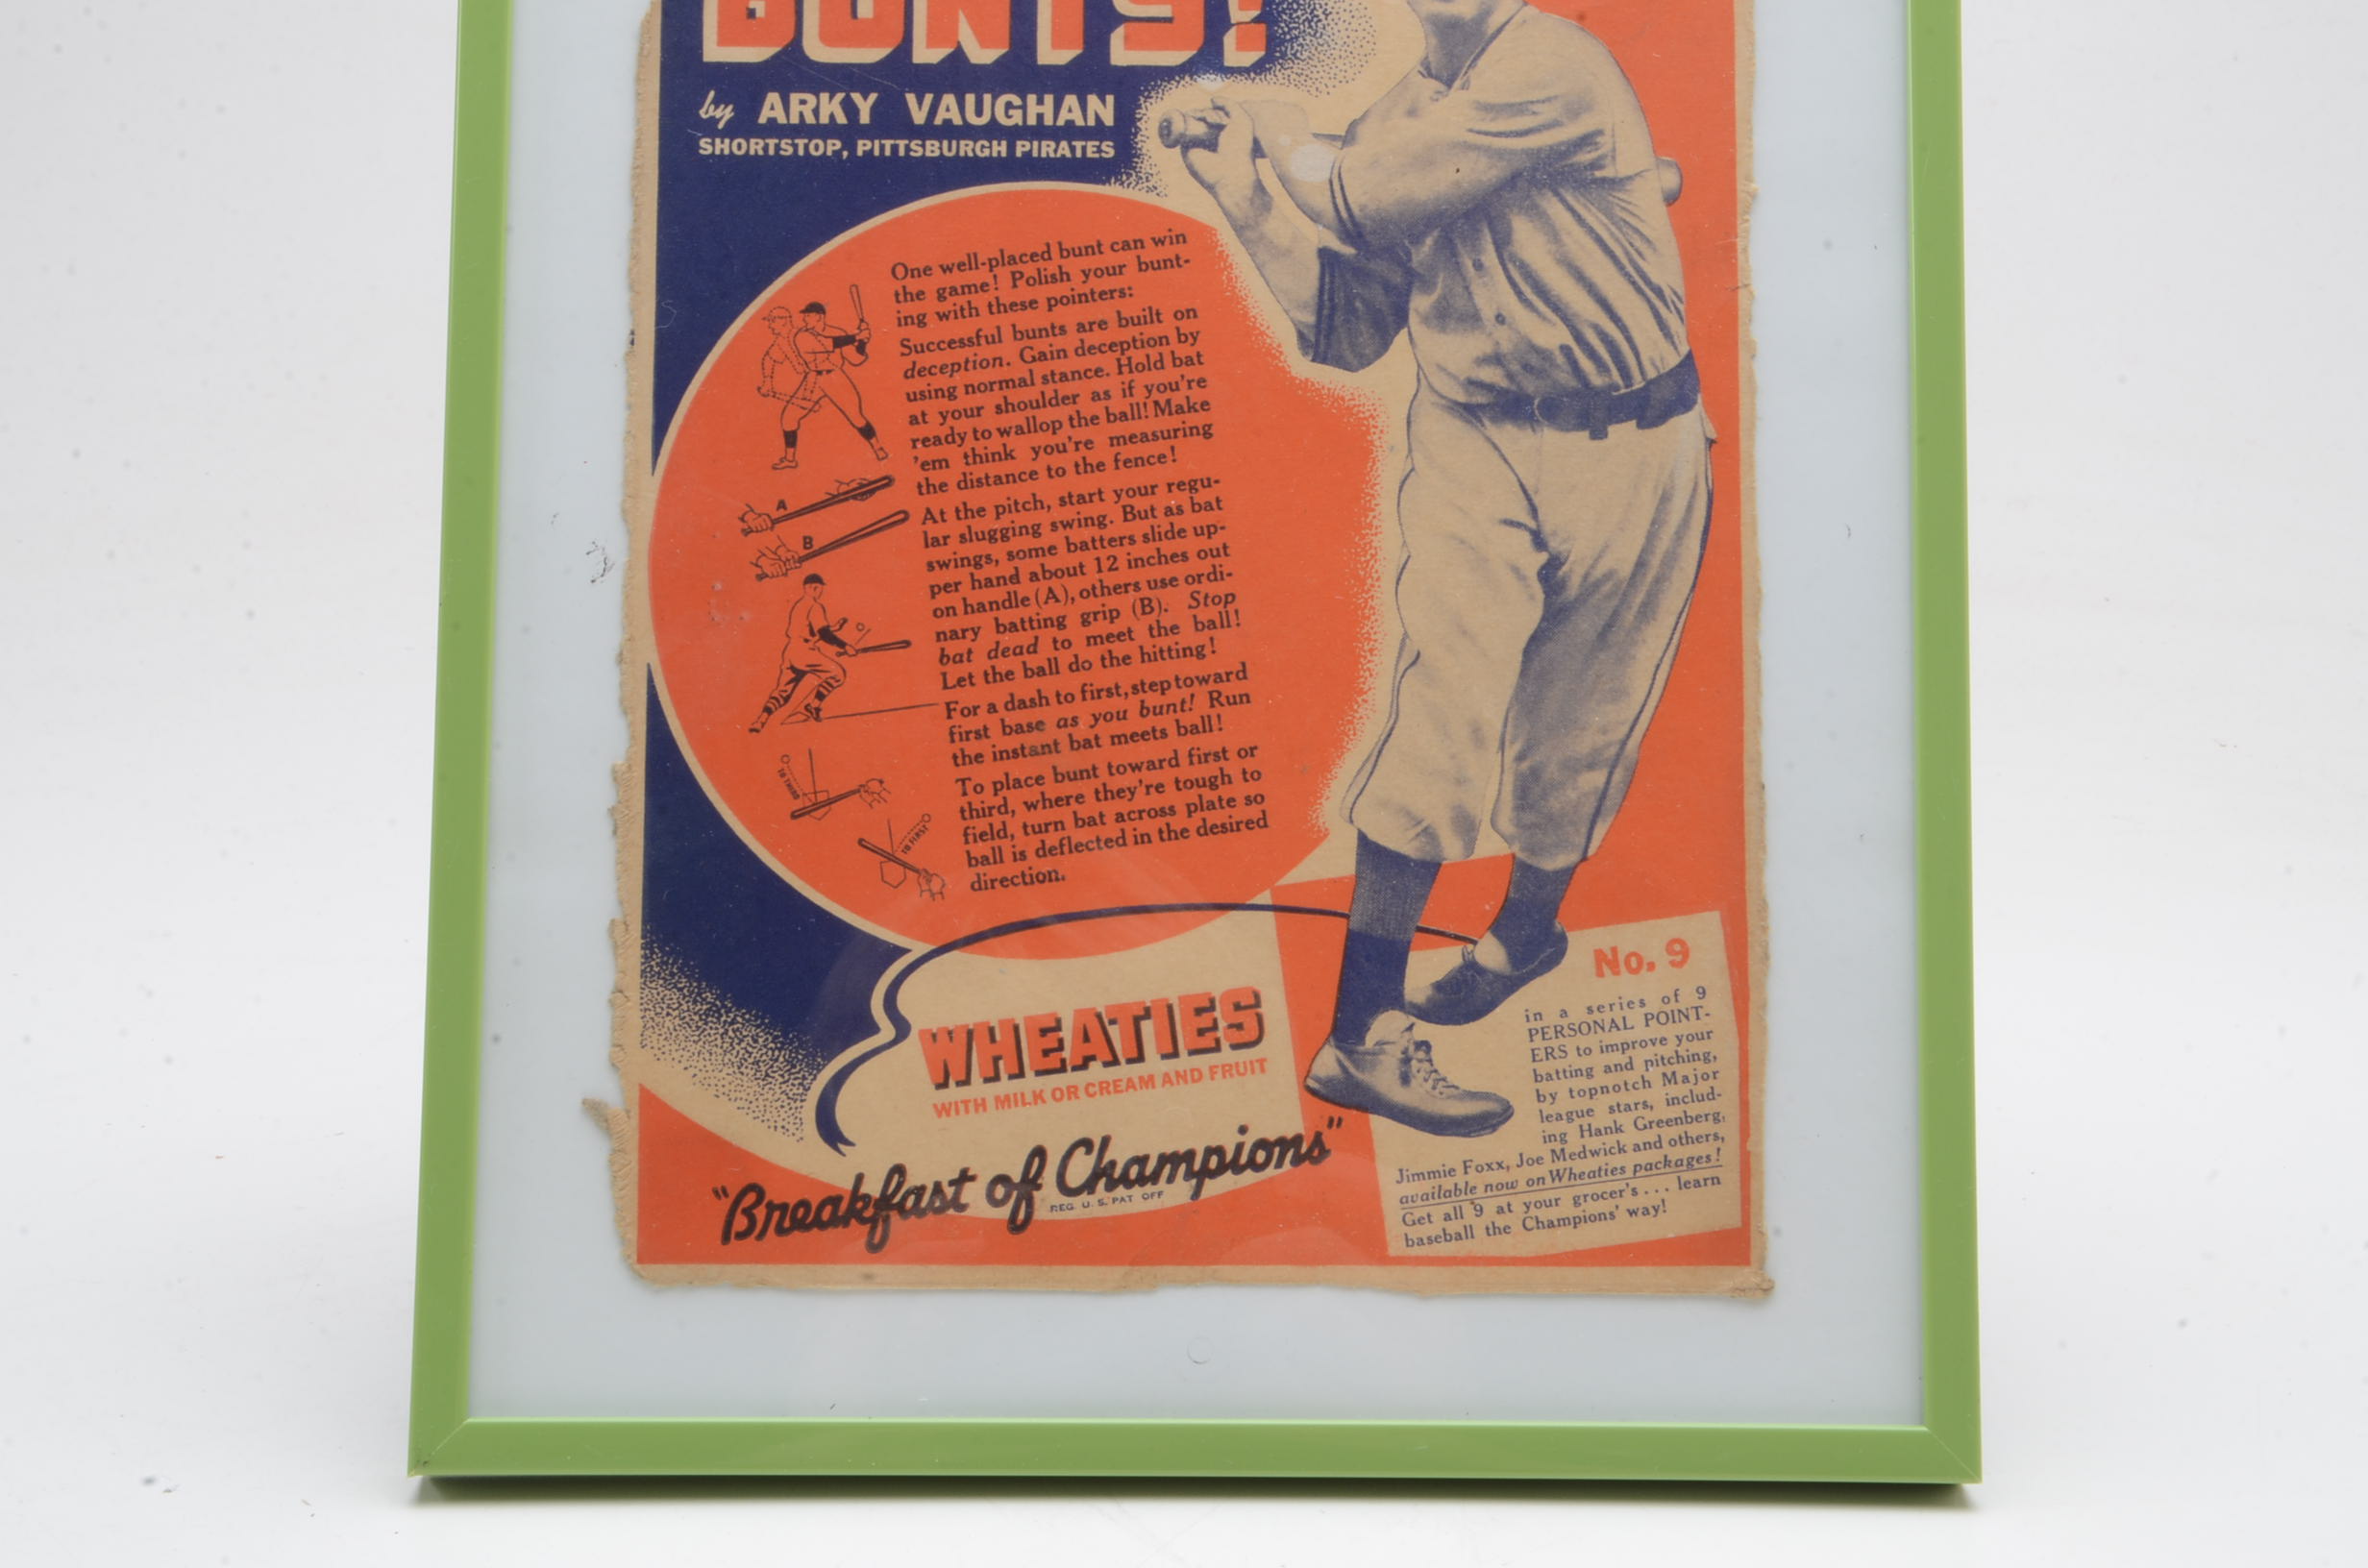 BUNTS!
by ARKY VAUGHAN
SHORTSTOP, PITTSBURGH PIRATES
One well-placed bunt can win
the game! Polish your bunt-
ing with these pointers:
Successful bunts are built on
deception. Gain deception by
using normal stance. Hold bat
at your shoulder as if you're
ready to wallop the ball! Make
'em think you're measuring
the distance to the fence!
A
B
At the pitch, start your regu-
lar slugging swing. But as bat
swings, some batters slide up-
per hand about 12 inches out
on handle (A), others use ordi-
nary batting grip (B). Stop
bat dead to meet the ball!
Let the ball do the hitting!
For a dash to first, step toward
first base as you bunt! Run
the instant bat meets ball!
To place bunt toward first or
third, where they're tough to
field, turn bat across plate so
ball is deflected in the desired
direction.
TO THIRD
TO FIRST
WHEATIES
WITH MILK OR CREAM AND FRUIT
"Breakfast of Champions"
REG. U. S. PAT OFF
No. 9
in a series of 9
PERSONAL POINT-
ERS to improve your
batting and pitching,
by topnotch Major
league stars, includ-
ing Hank Greenberg,
Jimmie Foxx, Joe Medwick and others,
available now on Wheaties packages!
Get all 9 at your grocer's... learn
baseball the Champions' way!